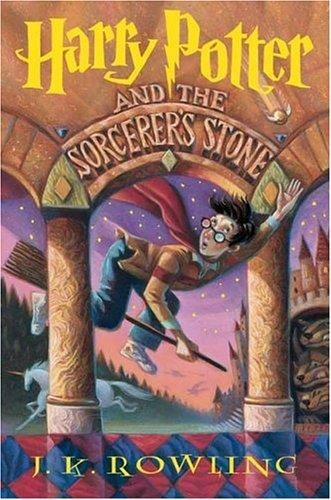 Harry Potter
AND THE
SORCERER'S STONE
J. K. ROWLING